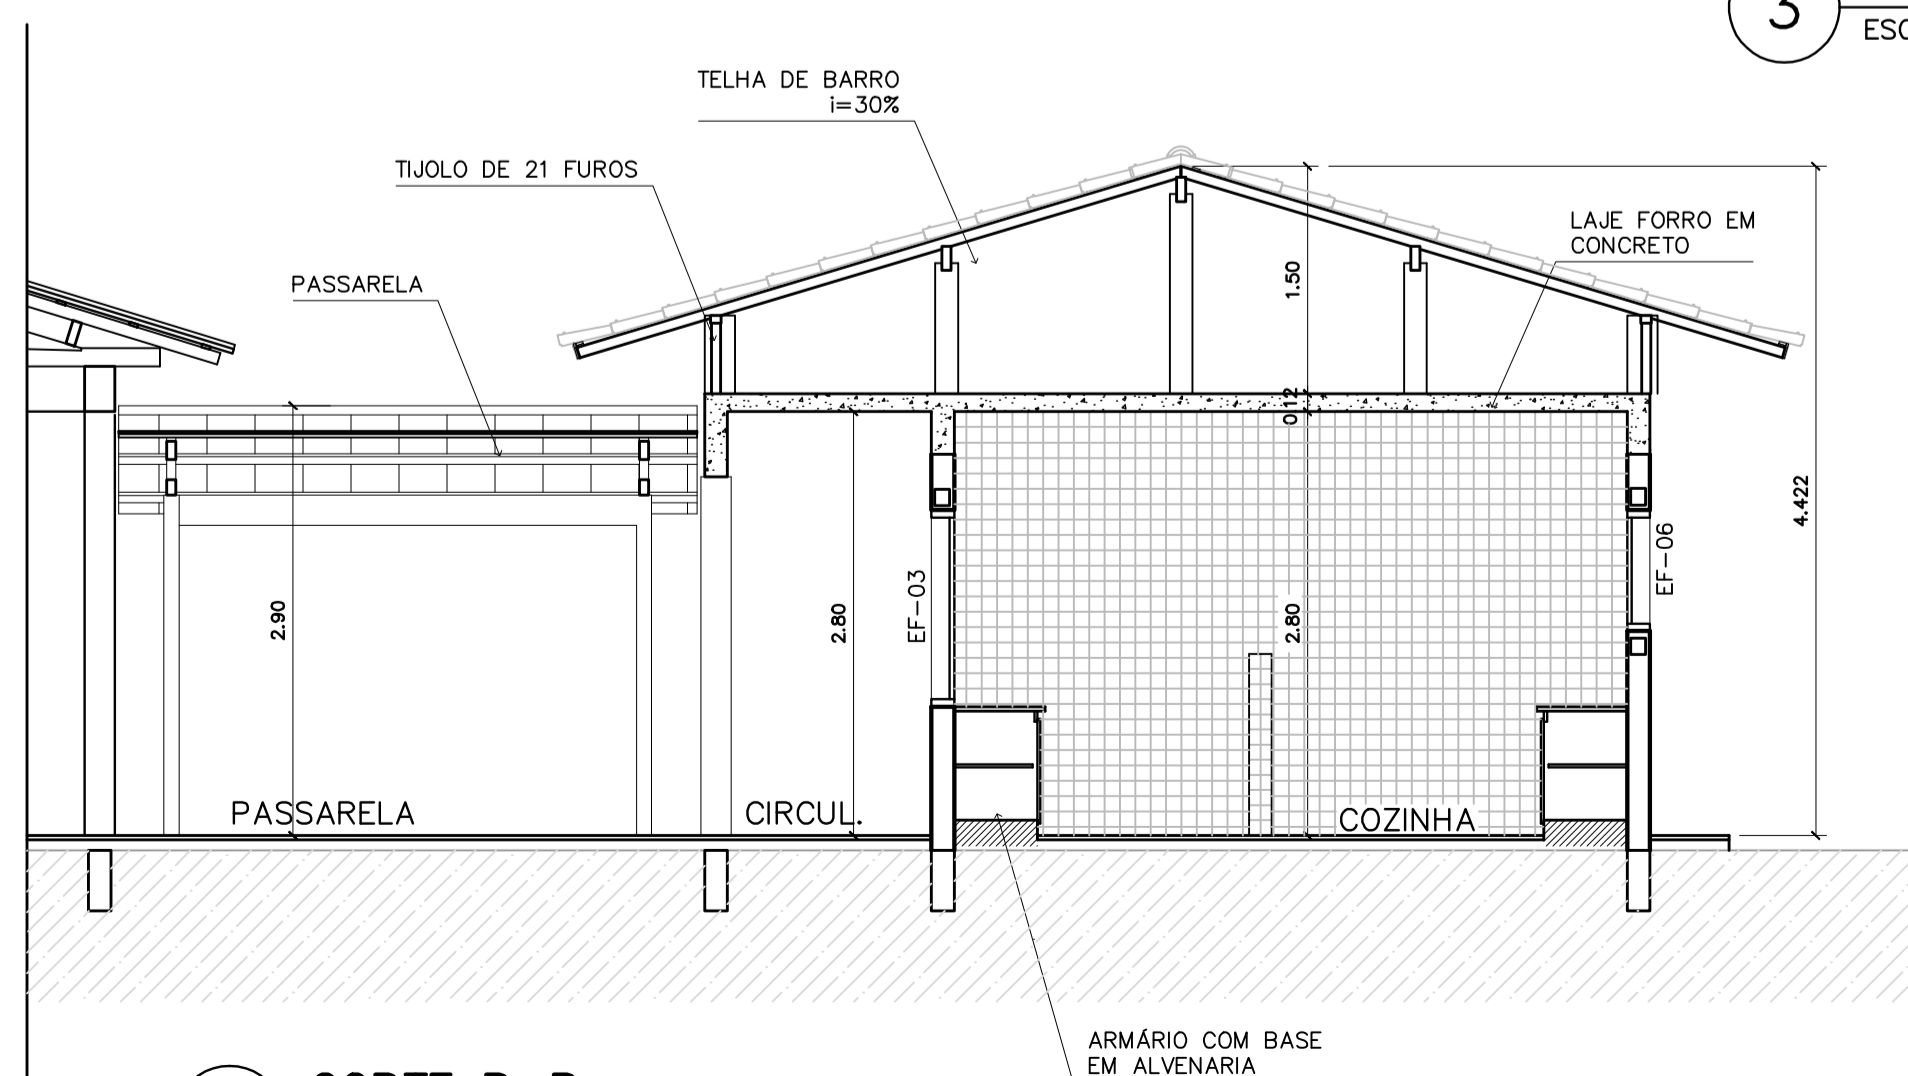 3
TELHA DE BARRO
i=30%
TIJOLO DE 21 FUROS
PASSARELA
LAJE FORRO EM
CONCRETO
1.50
0.12
4.422
EF-03
EF-06
2.90
2.80
2.80
PASSARELA
CIRCUL.
COZINHA
ARMÁRIO COM BASE
EM ALVENARIA